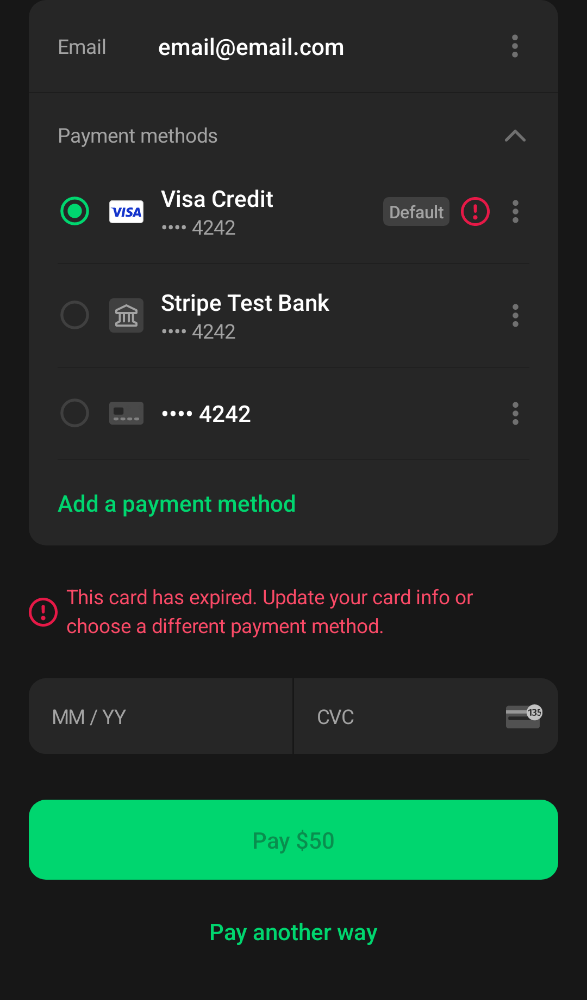 Email email@email.com
Payment methods
VISA Visa Credit Default
•••• 4242
Stripe Test Bank
•••• 4242
•••• 4242
Add a payment method
This card has expired. Update your card info or
choose a different payment method.
MM / YY CVC 135
Pay $50
Pay another way